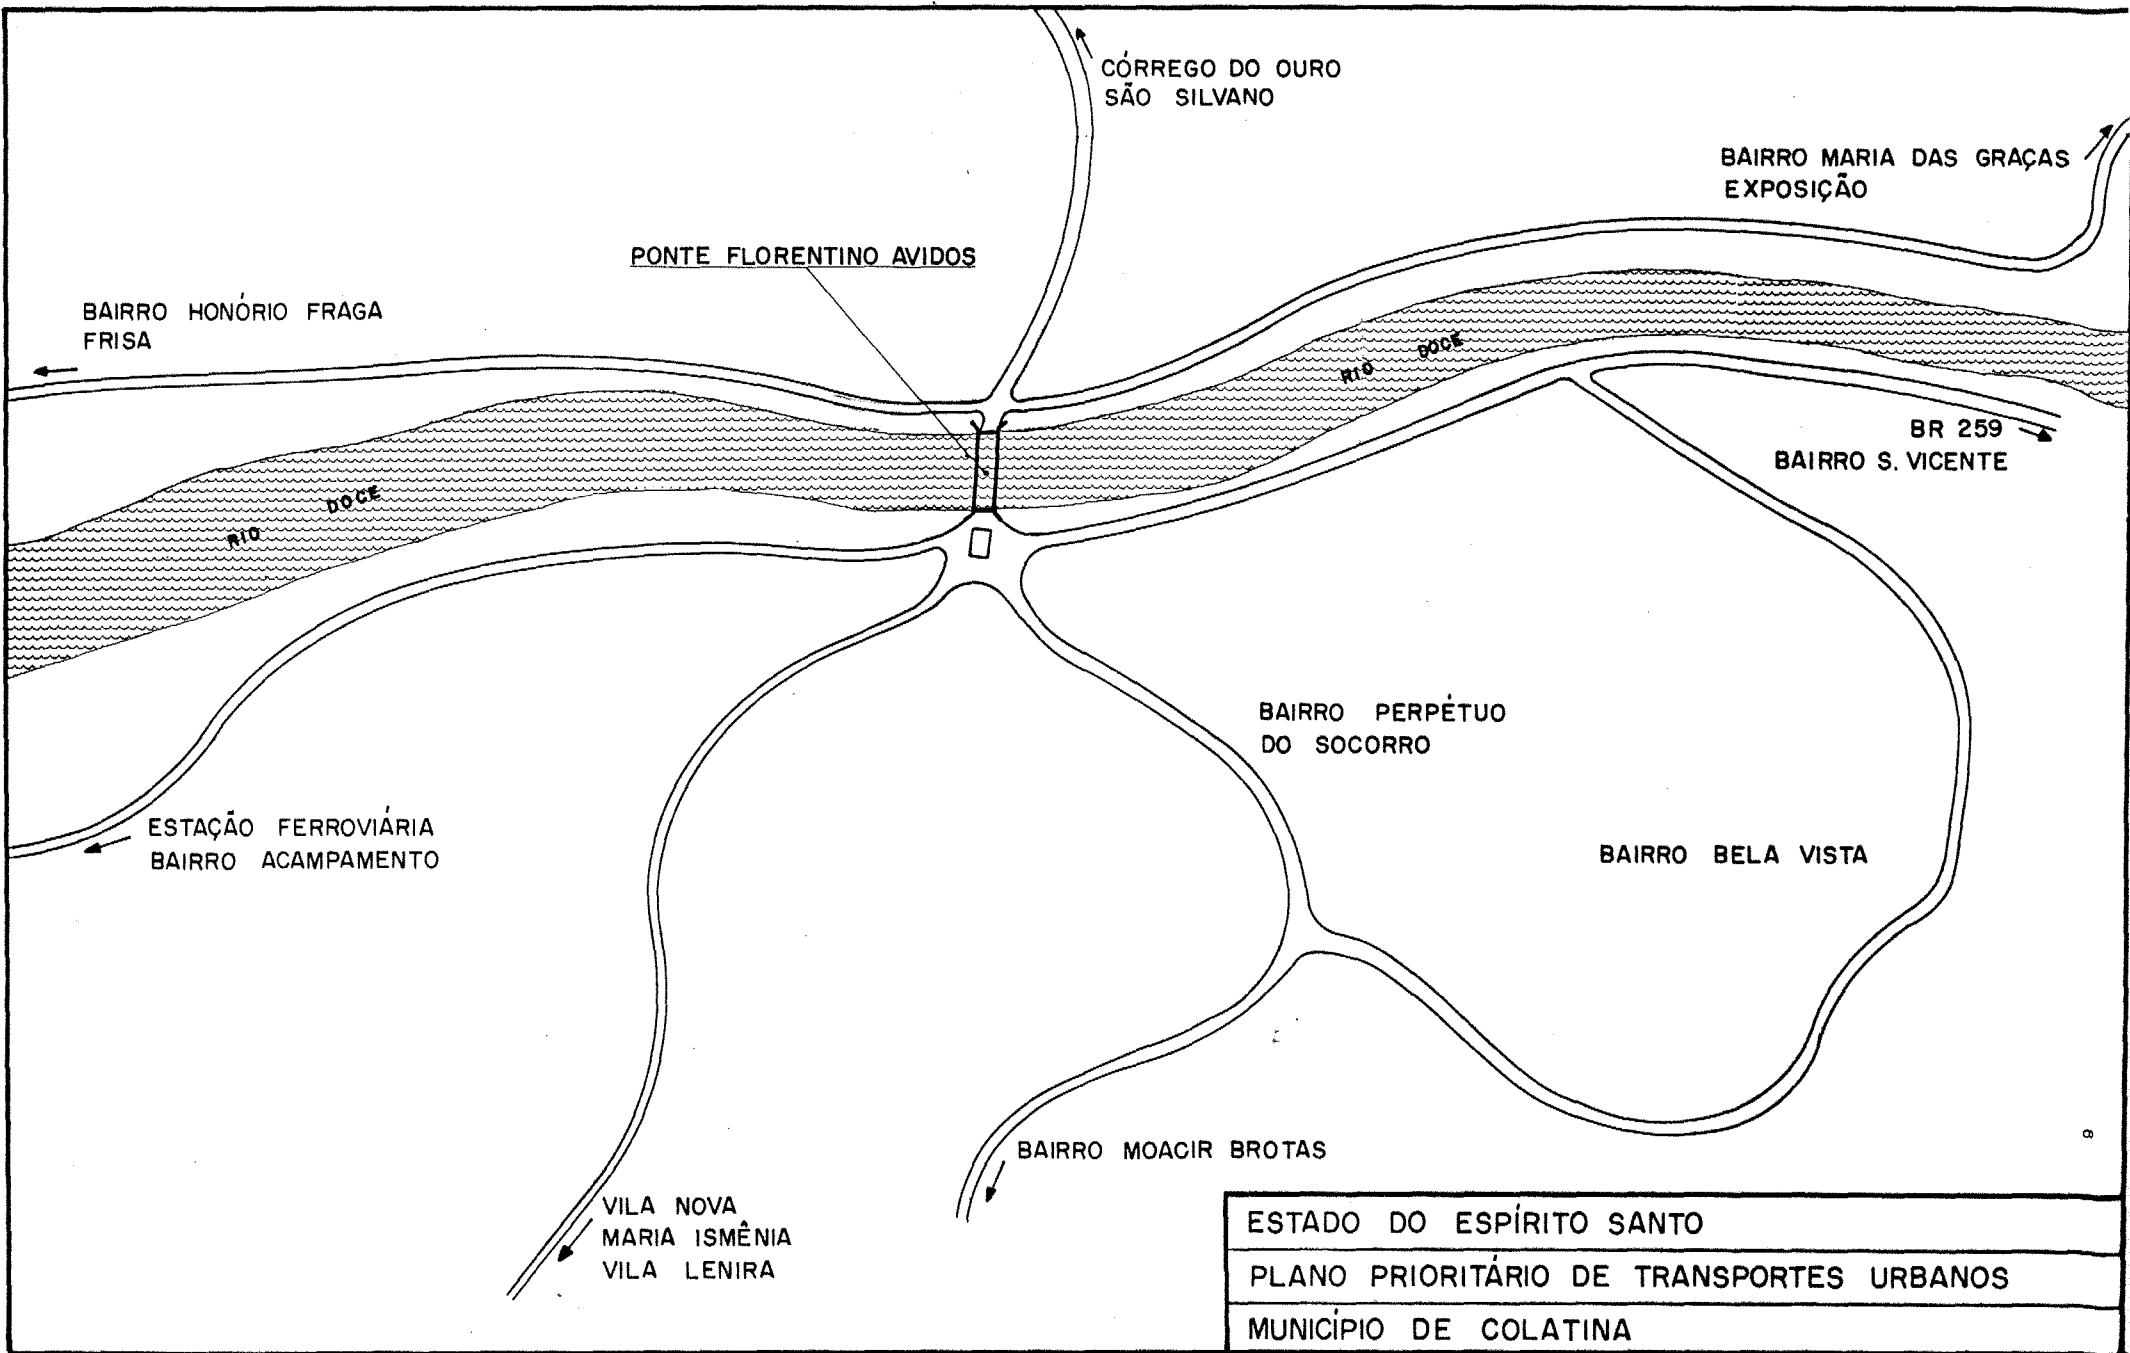 CÓRREGO DO OURO
SÃO SILVANO
BAIRRO MARIA DAS GRAÇAS
EXPOSIÇÃO
PONTE FLORENTINO AVIDOS
BAIRRO HONÓRIO FRAGA
FRISA
RIO DOCE
BR 259
BAIRRO S. VICENTE
RIO DOCE
BAIRRO PERPÉTUO
DO SOCORRO
ESTAÇÃO FERROVIÁRIA
BAIRRO ACAMPAMENTO
BAIRRO BELA VISTA
BAIRRO MOACIR BROTAS
VILA NOVA
MARIA ISMÊNIA
VILA LENIRA
ESTADO DO ESPÍRITO SANTO
PLANO PRIORITÁRIO DE TRANSPORTES URBANOS
MUNICÍPIO DE COLATINA